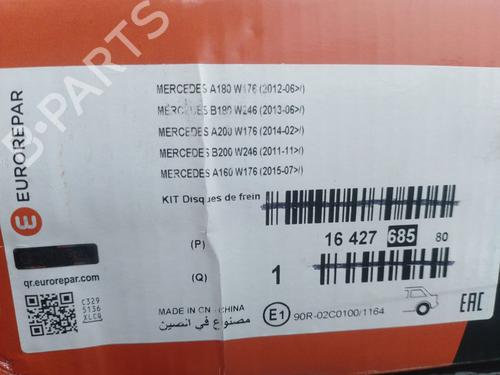 EUROREPAR
qr.eurorepar.com
MERCEDES A180 W176 (2012-06>/)
MERCEDES B180 W246 (2013-06>/)
MERCEDES A200 W176 (2014-02>/)
MERCEDES B200 W246 (2011-11>/)
MERCEDES A160 W176 (2015-07>/)
KIT Disques de frein
(P)
16 427 685 80
(Q)
1
C329
5136
XLCQ
MADE IN CN - CHINA
مصنوع في الصين
E1 90R-02C0100/1164
EAC
B-PARTS